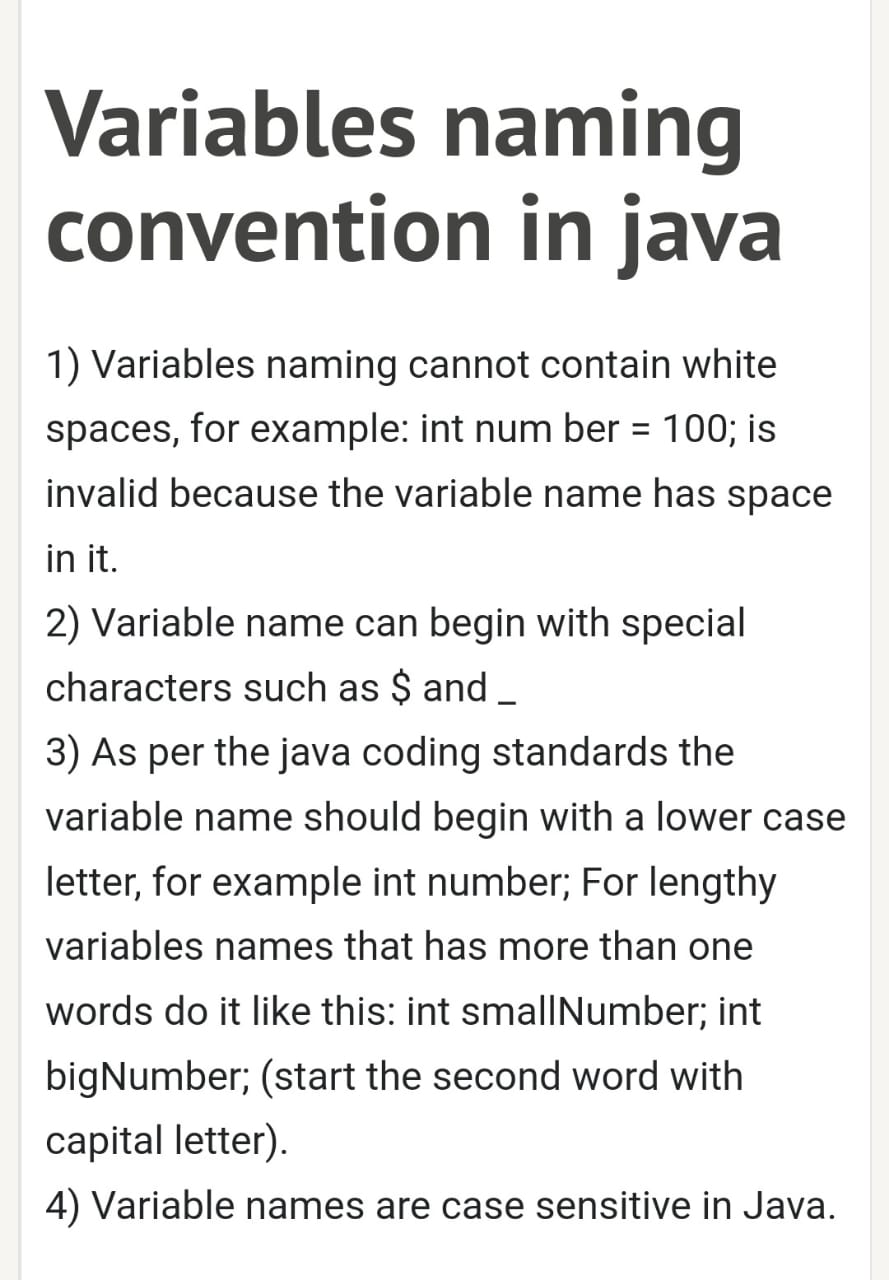 Variables naming
convention in java
1) Variables naming cannot contain white
spaces, for example: int num ber = 100; is
invalid because the variable name has space
in it.
2) Variable name can begin with special
characters such as $ and _
3) As per the java coding standards the
variable name should begin with a lower case
letter, for example int number; For lengthy
variables names that has more than one
words do it like this: int smallNumber; int
bigNumber; (start the second word with
capital letter).
4) Variable names are case sensitive in Java.